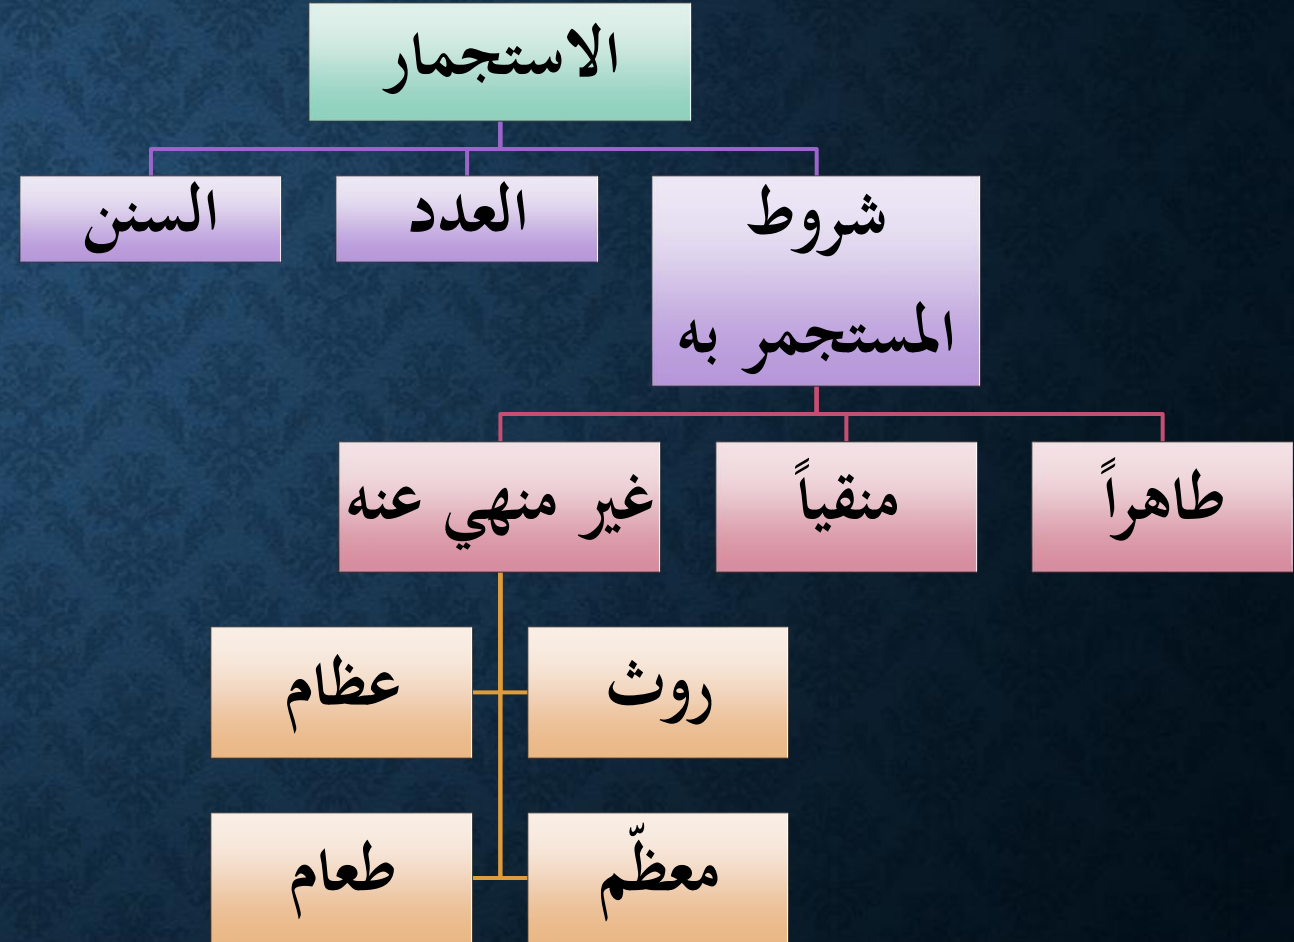 الاستجمار
شروط
المستجمر به
العدد
السنن
طاهراً
منقياً
غير منهي عنه
روث
عظام
معظّم
طعام